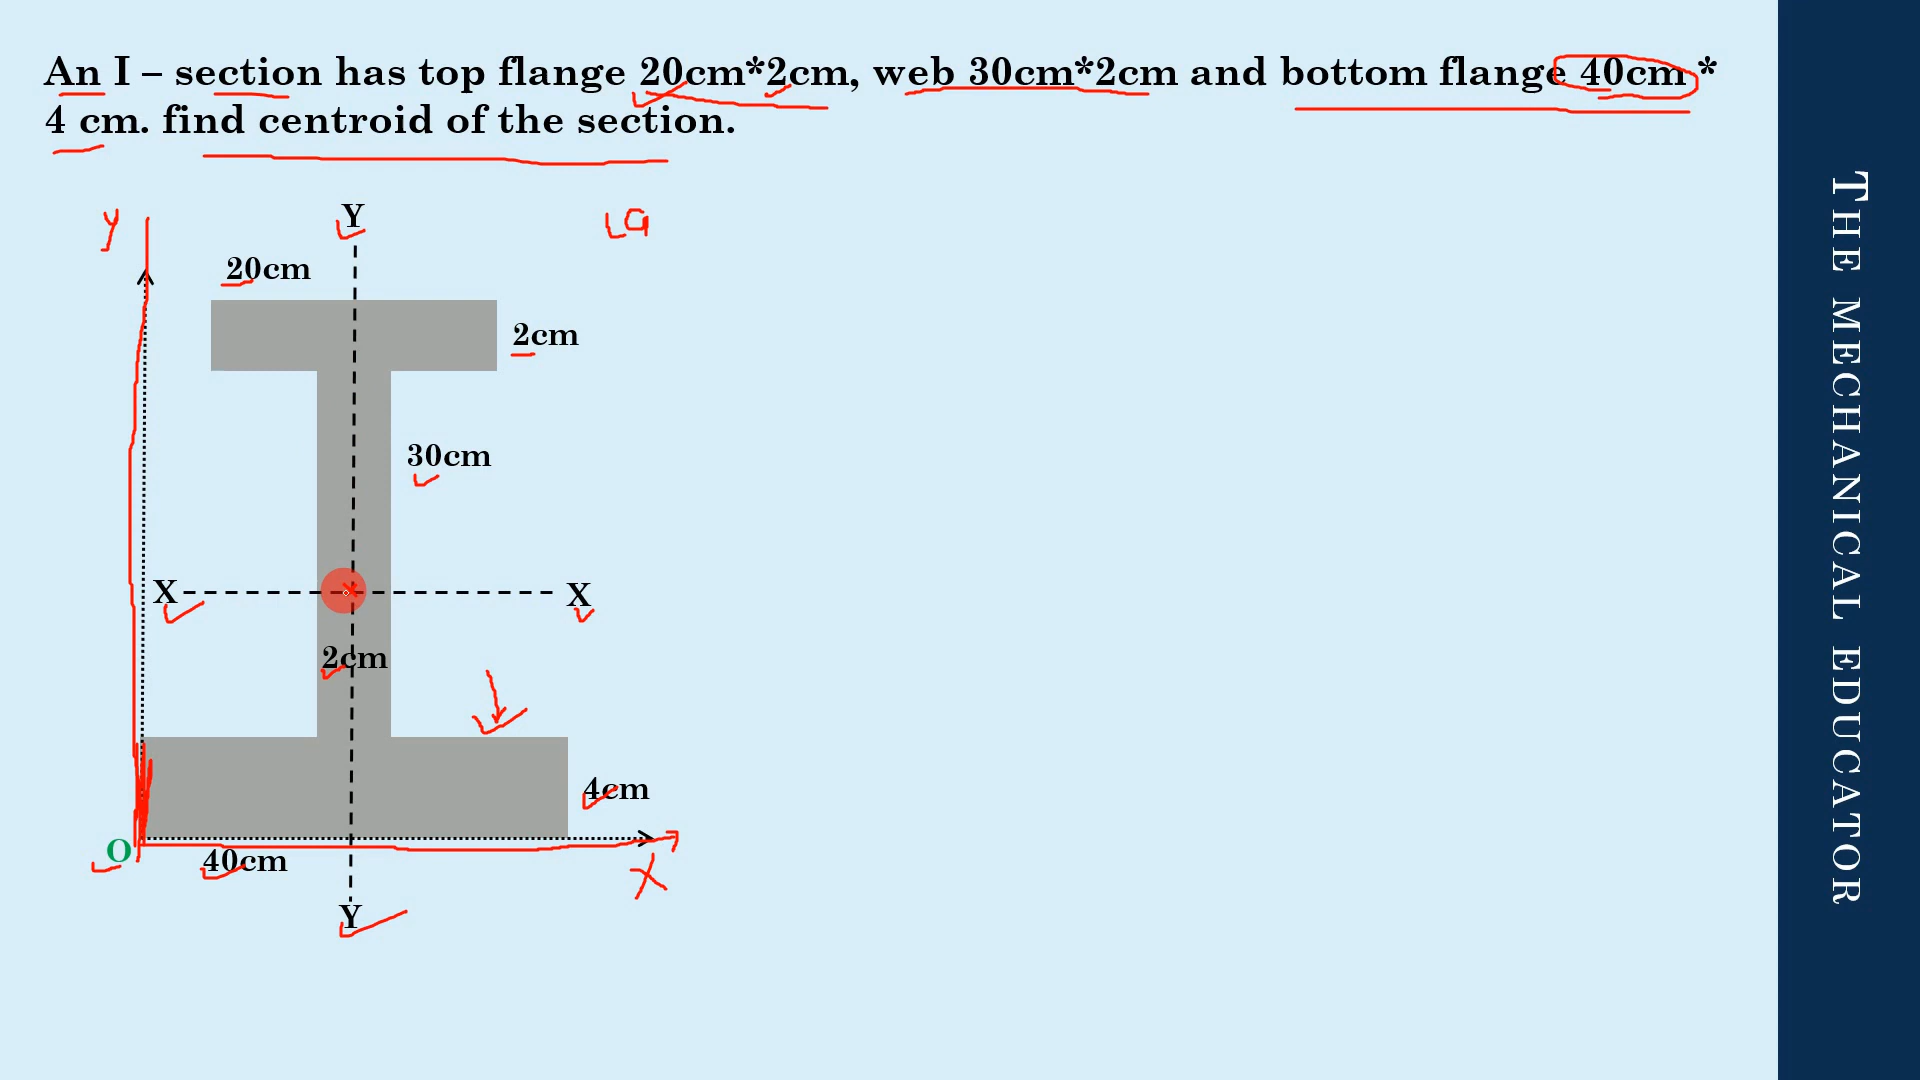 An I – section has top flange 20cm*2cm, web 30cm*2cm and bottom flange 40cm *
4 cm. find centroid of the section.
y
Y
G
20cm
2cm
30cm
X
X
2cm
4cm
O
40cm
X
Y
THE MECHANICAL EDUCATOR